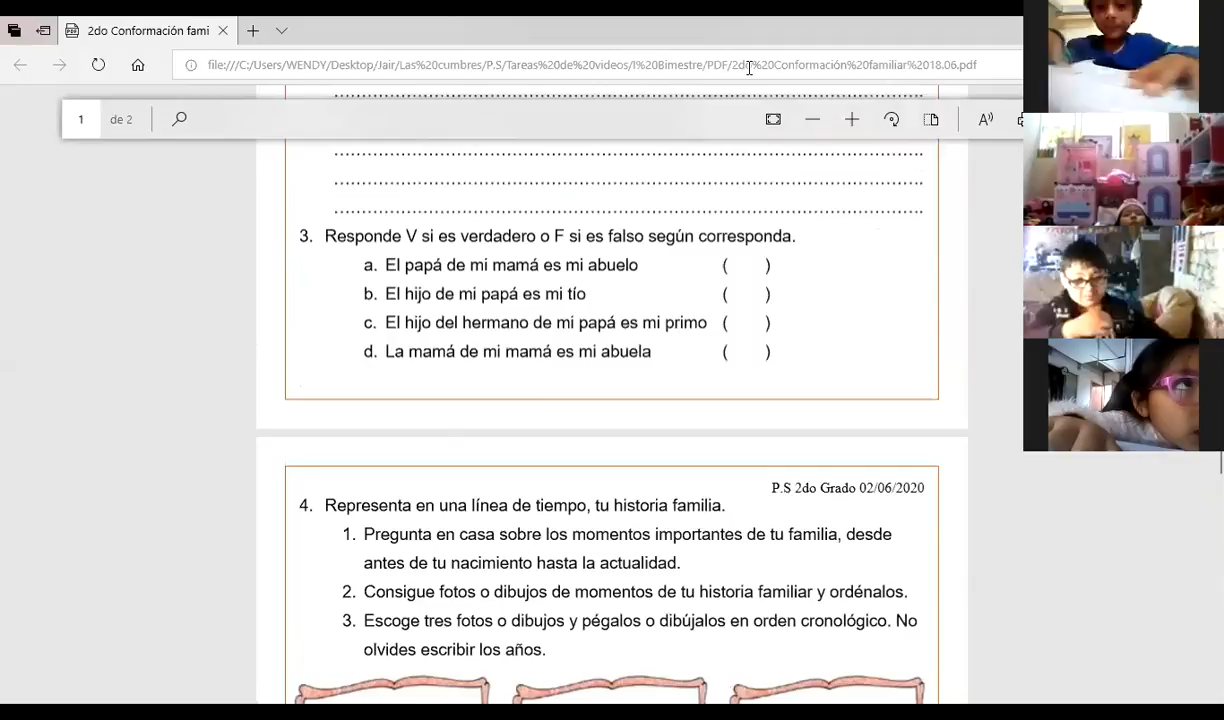 2do Conformación fami
file:///C:/Users/WENDY/Desktop/Jair/Las%20cumbres/P.S/Tareas%20de%20videos/I%20Bimestre/PDF/2do%20Conformación%20familiar%2018.06.pdf
1 de 2
3. Responde V si es verdadero o F si es falso según corresponda.
a. El papá de mi mamá es mi abuelo ( )
b. El hijo de mi papá es mi tío ( )
c. El hijo del hermano de mi papá es mi primo ( )
d. La mamá de mi mamá es mi abuela ( )
P.S 2do Grado 02/06/2020
4. Representa en una línea de tiempo, tu historia familia.
1. Pregunta en casa sobre los momentos importantes de tu familia, desde
antes de tu nacimiento hasta la actualidad.
2. Consigue fotos o dibujos de momentos de tu historia familiar y ordénalos.
3. Escoge tres fotos o dibujos y pégalos o dibújalos en orden cronológico. No
olvides escribir los años.